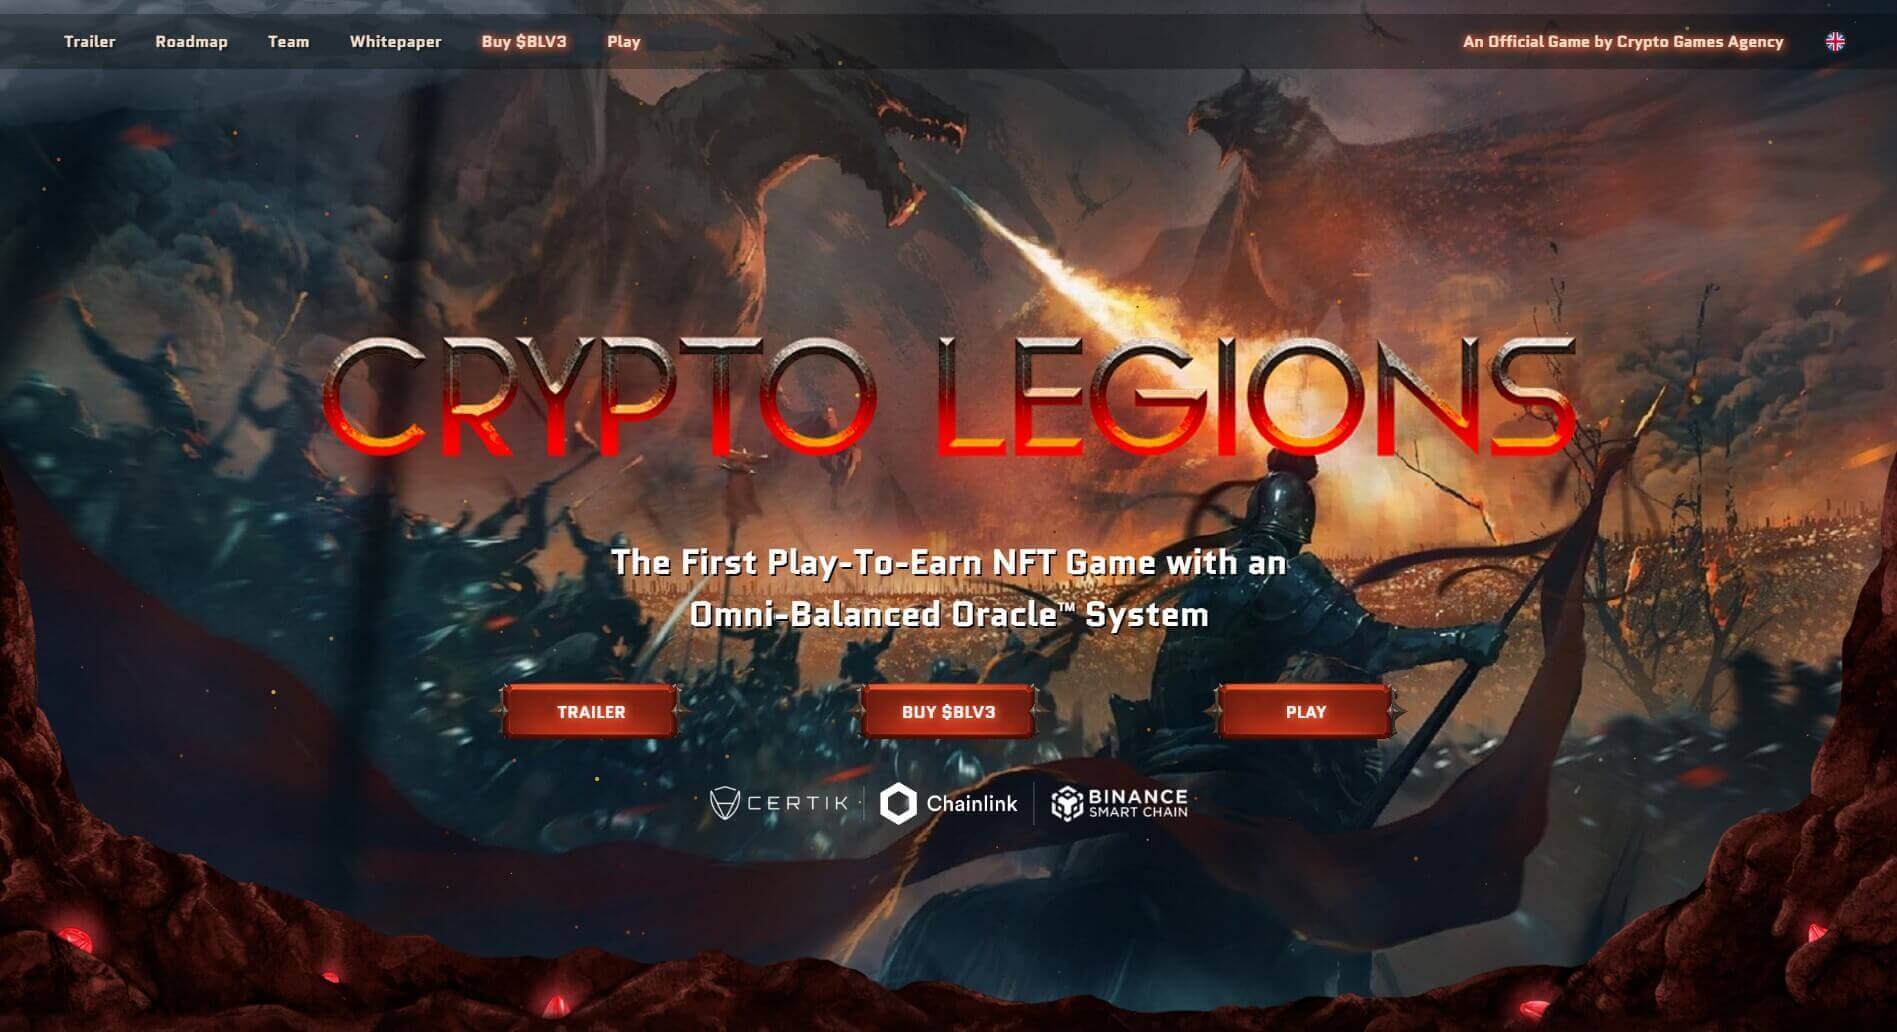 Trailer Roadmap Team Whitepaper Buy $BLV3 Play An Official Game by Crypto Games Agency
CRYPTO LEGIONS
The First Play-To-Earn NFT Game with an
Omni-Balanced Oracle™ System
TRAILER BUY $BLV3 PLAY
CERTIK Chainlink BINANCE
SMART CHAIN